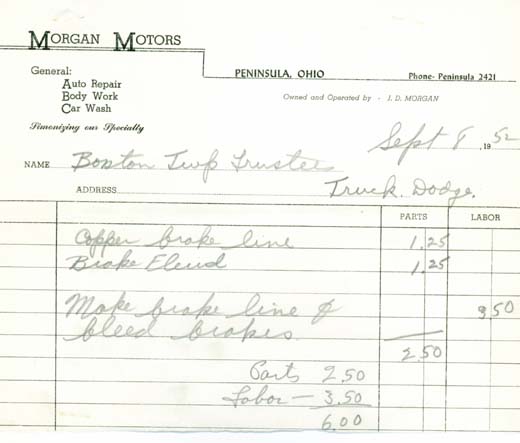 MORGAN MOTORS
General:
Auto Repair
Body Work
Car Wash
Simonizing our Specialty
PENINSULA, OHIO Phone- Peninsula 2421
Owned and Operated by - J. D. MORGAN
Sept 8, 1952
NAME Boston Twp Trustees
ADDRESS Truck. Dodge.
PARTS LABOR
Copper brake line 1.25
Brake Fluid 1.25
Make brake line & 3.50
bleed brakes.
2.50
Parts 2.50
Labor — 3.50
6.00